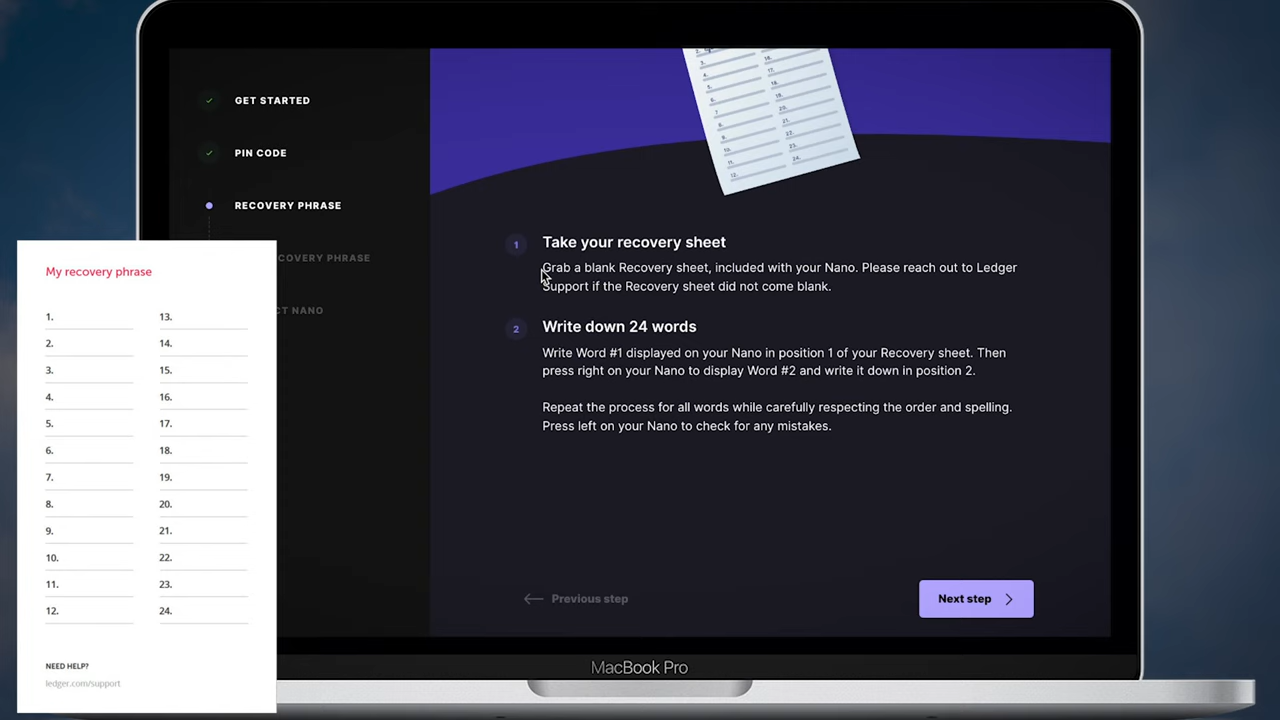 GET STARTED
PIN CODE
RECOVERY PHRASE
COVERY PHRASE
CT NANO
1
Take your recovery sheet
Grab a blank Recovery sheet, included with your Nano. Please reach out to Ledger
Support if the Recovery sheet did not come blank.
2
Write down 24 words
Write Word #1 displayed on your Nano in position 1 of your Recovery sheet. Then
press right on your Nano to display Word #2 and write it down in position 2.
Repeat the process for all words while carefully respecting the order and spelling.
Press left on your Nano to check for any mistakes.
Previous step
Next step
MacBook Pro
My recovery phrase
1.
2.
3.
4.
5.
6.
7.
8.
9.
10.
11.
12.
13.
14.
15.
16.
17.
18.
19.
20.
21.
22.
23.
24.
NEED HELP?
ledger.com/support